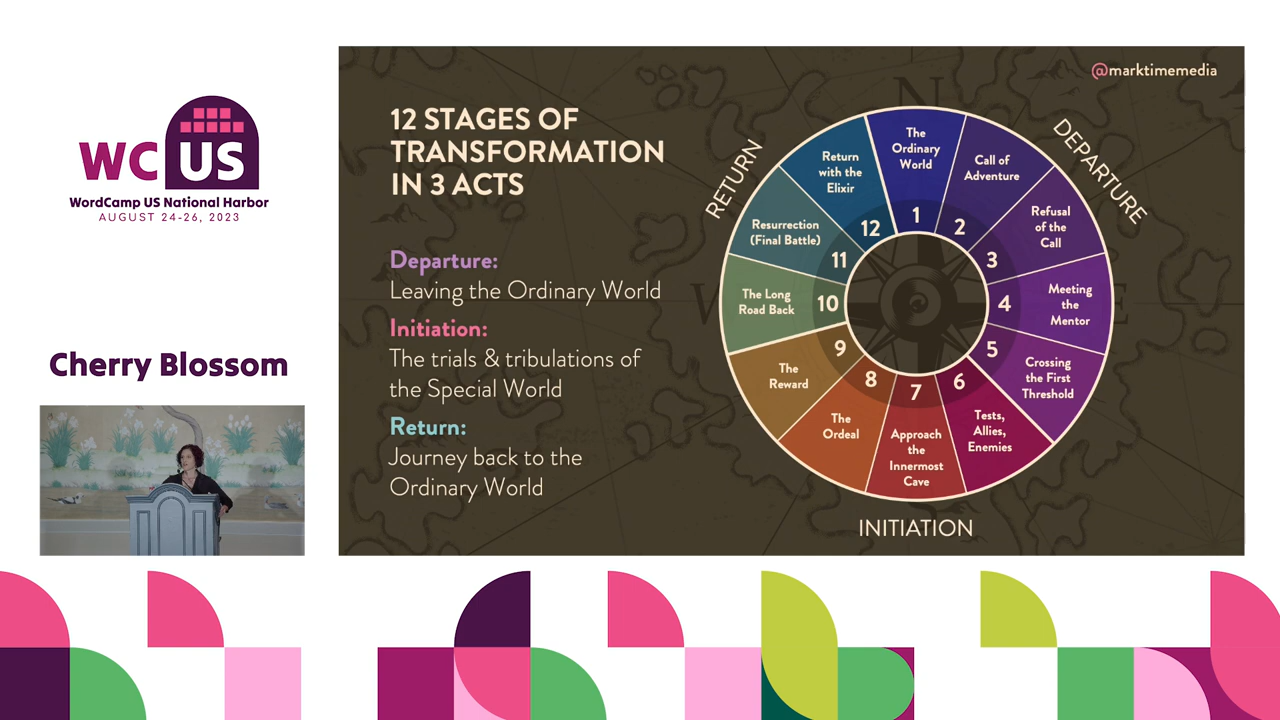 WC US
WordCamp US National Harbor
AUGUST 24-26, 2023
Cherry Blossom
@marktimemedia
12 STAGES OF
TRANSFORMATION
IN 3 ACTS
Departure:
Leaving the Ordinary World
Initiation:
The trials & tribulations of
the Special World
Return:
Journey back to the
Ordinary World
N
W
E
RETURN
DEPARTURE
INITIATION
The
Ordinary
World
1
Call of
Adventure
2
Refusal
of the
Call
3
Meeting
the
Mentor
4
Crossing
the First
Threshold
5
Tests,
Allies,
Enemies
6
Approach
the
Innermost
Cave
7
The
Ordeal
8
The
Reward
9
The Long
Road Back
10
Resurrection
(Final Battle)
11
Return
with the
Elixir
12